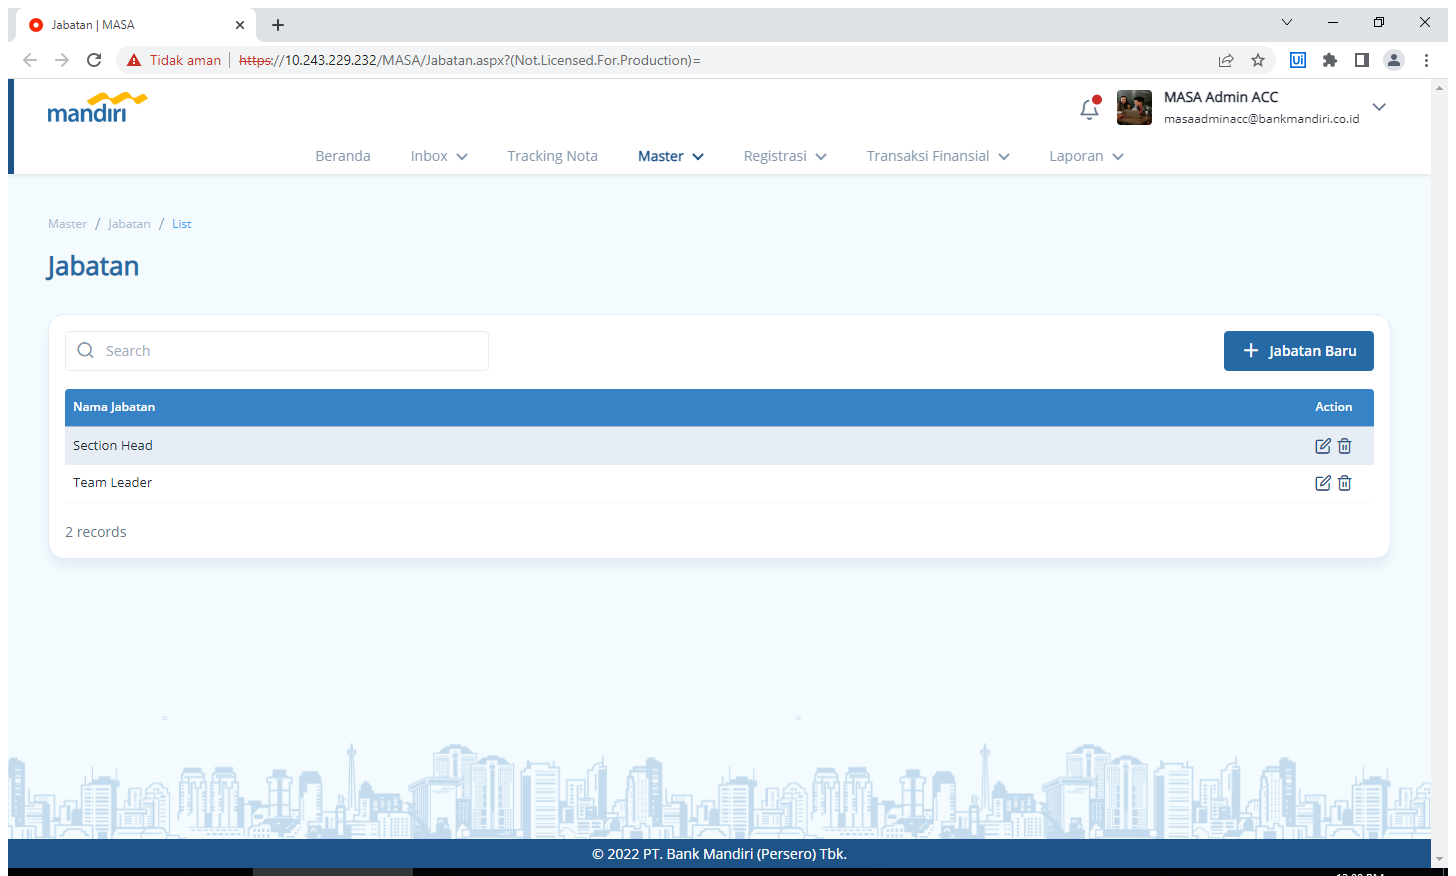 Jabatan | MASA
Tidak aman | https://10.243.229.232/MASA/Jabatan.aspx?(Not.Licensed.For.Production)=
Ui
mandiri
MASA Admin ACC
masaadminacc@bankmandiri.co.id
Beranda Inbox Tracking Nota Master Registrasi Transaksi Finansial Laporan
Master / Jabatan / List
Jabatan
Search
Jabatan Baru
Nama Jabatan Action
Section Head
Team Leader
2 records
© 2022 PT. Bank Mandiri (Persero) Tbk.